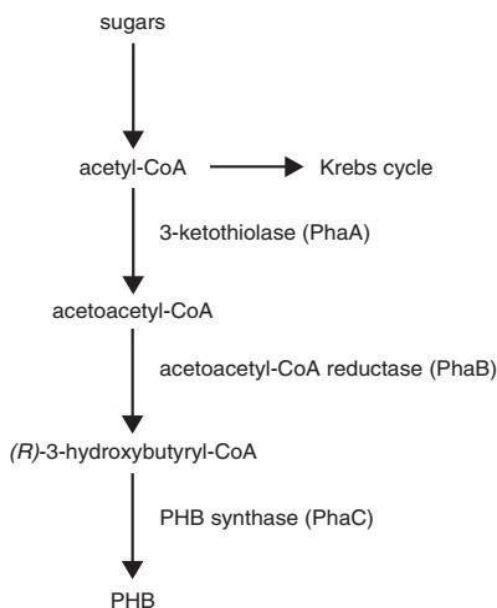 sugars
acetyl-CoA
Krebs cycle
3-ketothiolase (PhaA)
acetoacetyl-CoA
acetoacetyl-CoA reductase (PhaB)
(R)-3-hydroxybutyryl-CoA
PHB synthase (PhaC)
PHB